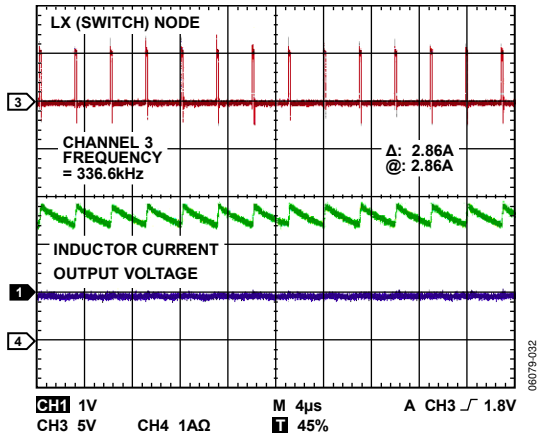 LX (SWITCH) NODE
3
CHANNEL 3
FREQUENCY
= 336.6kHz
Δ: 2.86A
@: 2.86A
INDUCTOR CURRENT
OUTPUT VOLTAGE
1
4
06079-032
CH1 1V M 4µs A CH3 1.8V
CH3 5V CH4 1AΩ T 45%